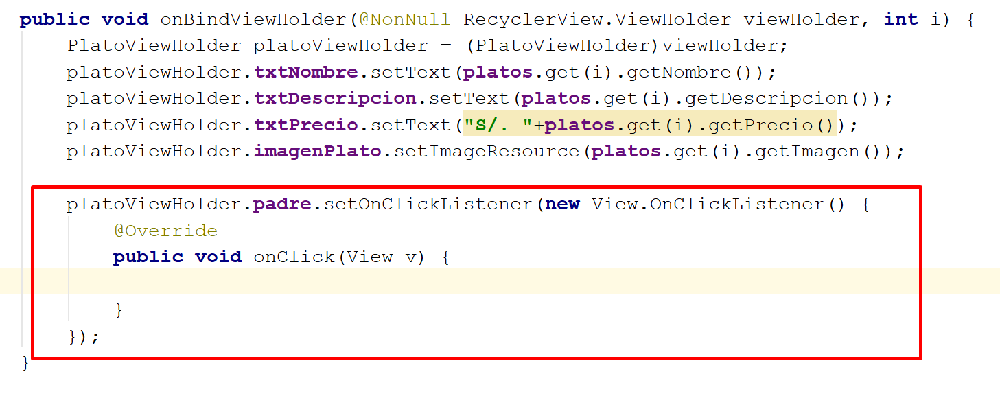 public void onBindViewHolder(@NonNull RecyclerView.ViewHolder viewHolder, int i) {
PlatoViewHolder platoViewHolder = (PlatoViewHolder)viewHolder;
platoViewHolder.txtNombre.setText(platos.get(i).getNombre());
platoViewHolder.txtDescripcion.setText(platos.get(i).getDescripcion());
platoViewHolder.txtPrecio.setText("S/. "+platos.get(i).getPrecio());
platoViewHolder.imagenPlato.setImageResource(platos.get(i).getImagen());
platoViewHolder.padre.setOnClickListener(new View.OnClickListener() {
@Override
public void onClick(View v) {
}
});
}